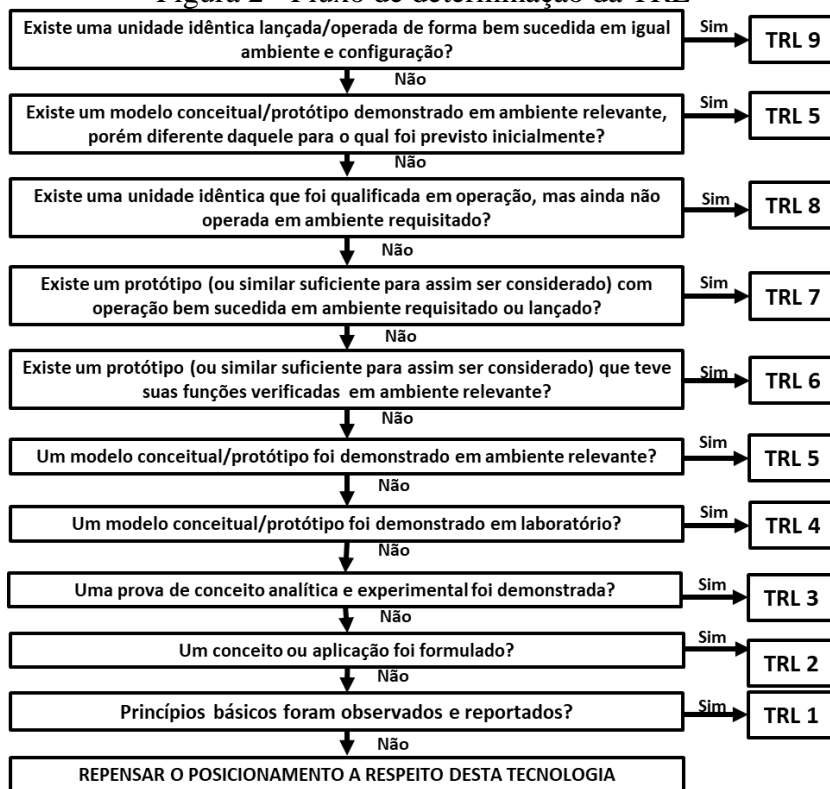 Figura 2 - Fluxo de determinação da TRL
Existe uma unidade idêntica lançada/operada de forma bem sucedida em igual
ambiente e configuração?
Sim
TRL 9
Não
Existe um modelo conceitual/protótipo demonstrado em ambiente relevante,
porém diferente daquele para o qual foi previsto inicialmente?
Sim
TRL 5
Não
Existe uma unidade idêntica que foi qualificada em operação, mas ainda não
operada em ambiente requisitado?
Sim
TRL 8
Não
Existe um protótipo (ou similar suficiente para assim ser considerado) com
operação bem sucedida em ambiente requisitado ou lançado?
Sim
TRL 7
Não
Existe um protótipo (ou similar suficiente para assim ser considerado) que teve
suas funções verificadas em ambiente relevante?
Sim
TRL 6
Não
Um modelo conceitual/protótipo foi demonstrado em ambiente relevante?
Sim
TRL 5
Não
Um modelo conceitual/protótipo foi demonstrado em laboratório?
Sim
TRL 4
Não
Uma prova de conceito analítica e experimental foi demonstrada?
Sim
TRL 3
Não
Um conceito ou aplicação foi formulado?
Sim
TRL 2
Não
Princípios básicos foram observados e reportados?
Sim
TRL 1
Não
REPENSAR O POSICIONAMENTO A RESPEITO DESTA TECNOLOGIA